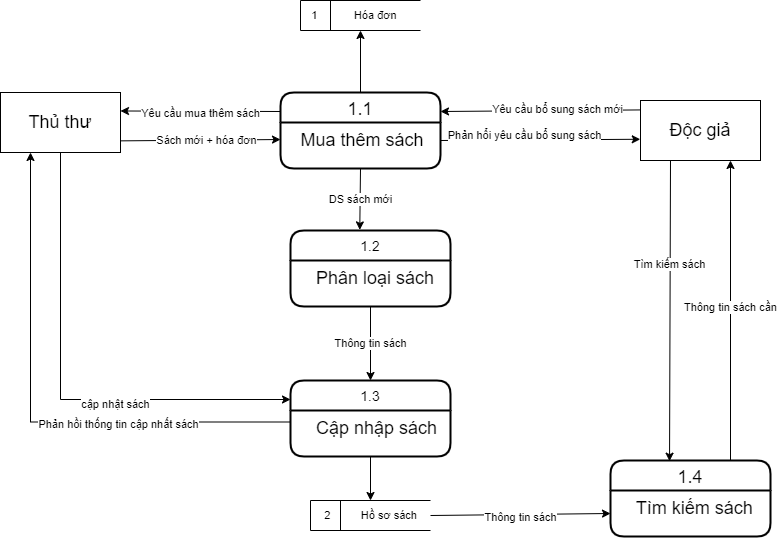 1 Hóa đơn
Thủ thư
Yêu cầu mua thêm sách
Sách mới + hóa đơn
1.1
Mua thêm sách
Yêu cầu bổ sung sách mới
Phản hổi yêu cầu bổ sung sách
Độc giả
DS sách mới
1.2
Phân loại sách
Tìm kiếm sách
Thông tin sách cần
Thông tin sách
1.3
Cập nhập sách
cập nhật sách
Phản hồi thống tin cập nhất sách
1.4
Tìm kiếm sách
2 Hồ sơ sách
Thông tin sách